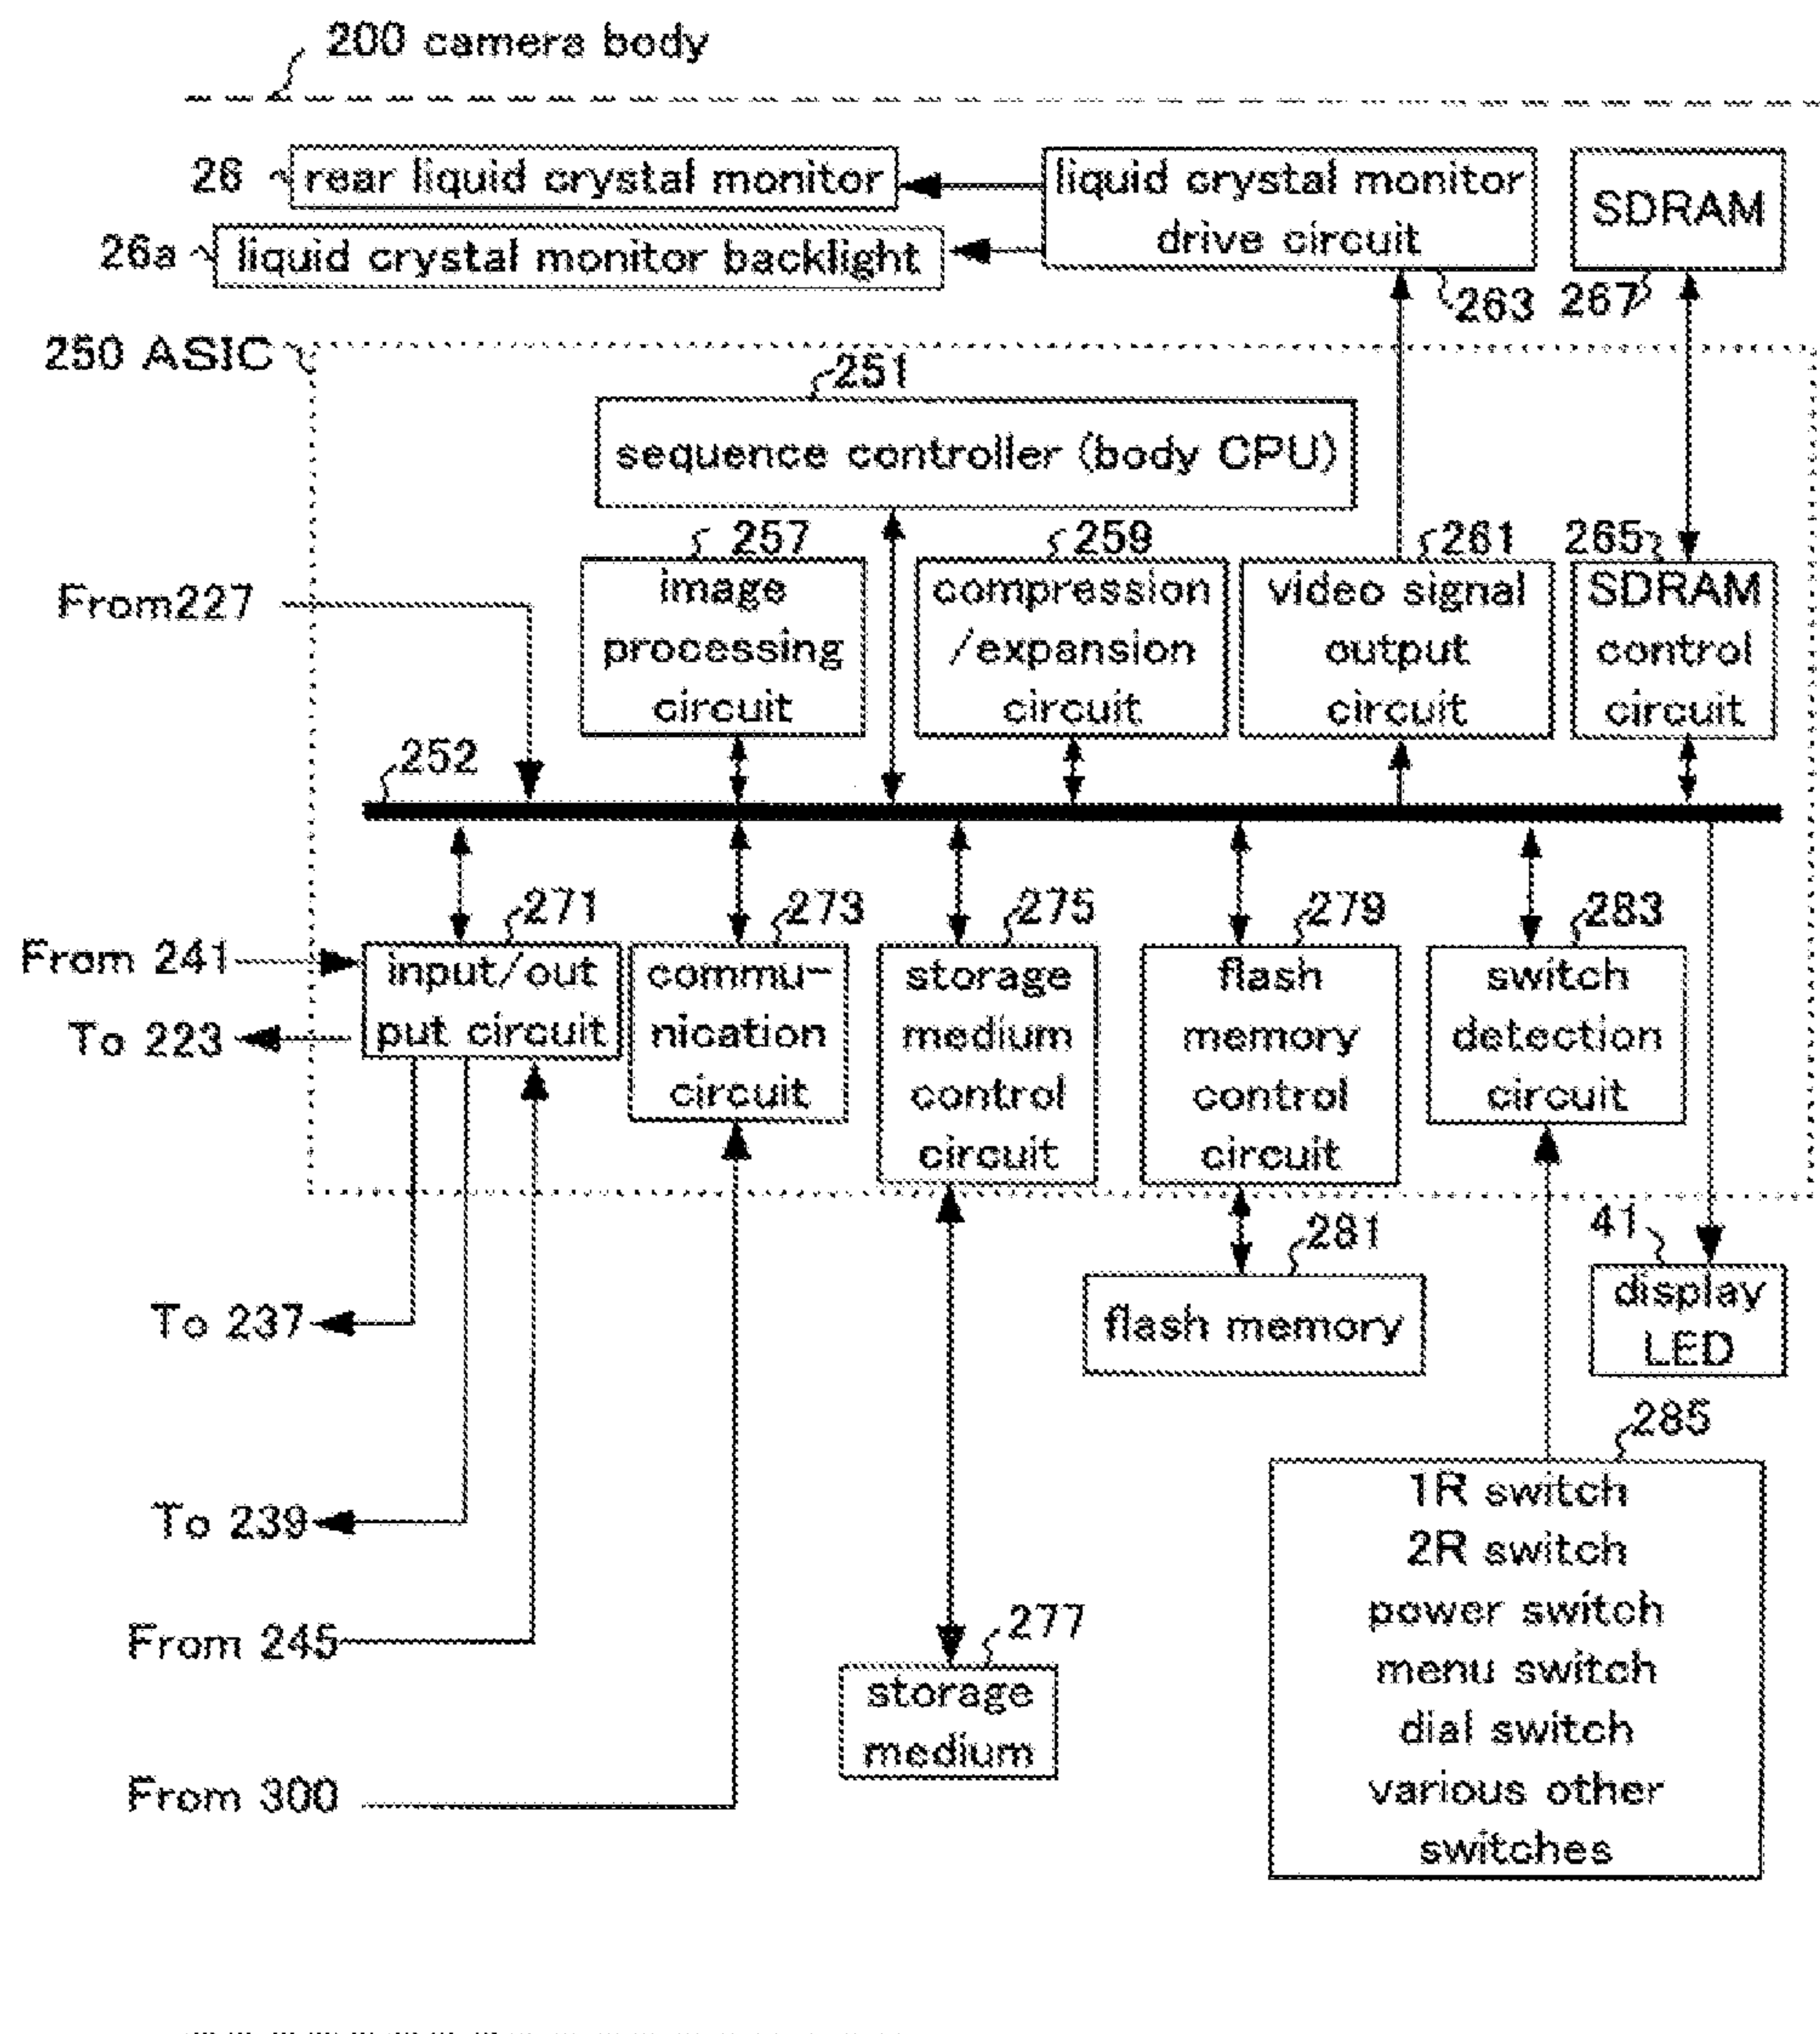 200 camera body
26
rear liquid crystal monitor
liquid crystal monitor
drive circuit
SDRAM
26a
liquid crystal monitor backlight
263
267
250 ASIC
251
sequence controller (body CPU)
257
259
261
265
From227
image
processing
circuit
compression
/expansion
circuit
video signal
output
circuit
SDRAM
control
circuit
252
271
273
275
279
283
From 241
To 223
input/out
put circuit
commu-
nication
circuit
storage
medium
control
circuit
flash
memory
control
circuit
switch
detection
circuit
281
41
To 237
flash memory
display
LED
285
To 239
1R switch
2R switch
power switch
menu switch
dial switch
various other
switches
From 245
277
storage
medium
From 300